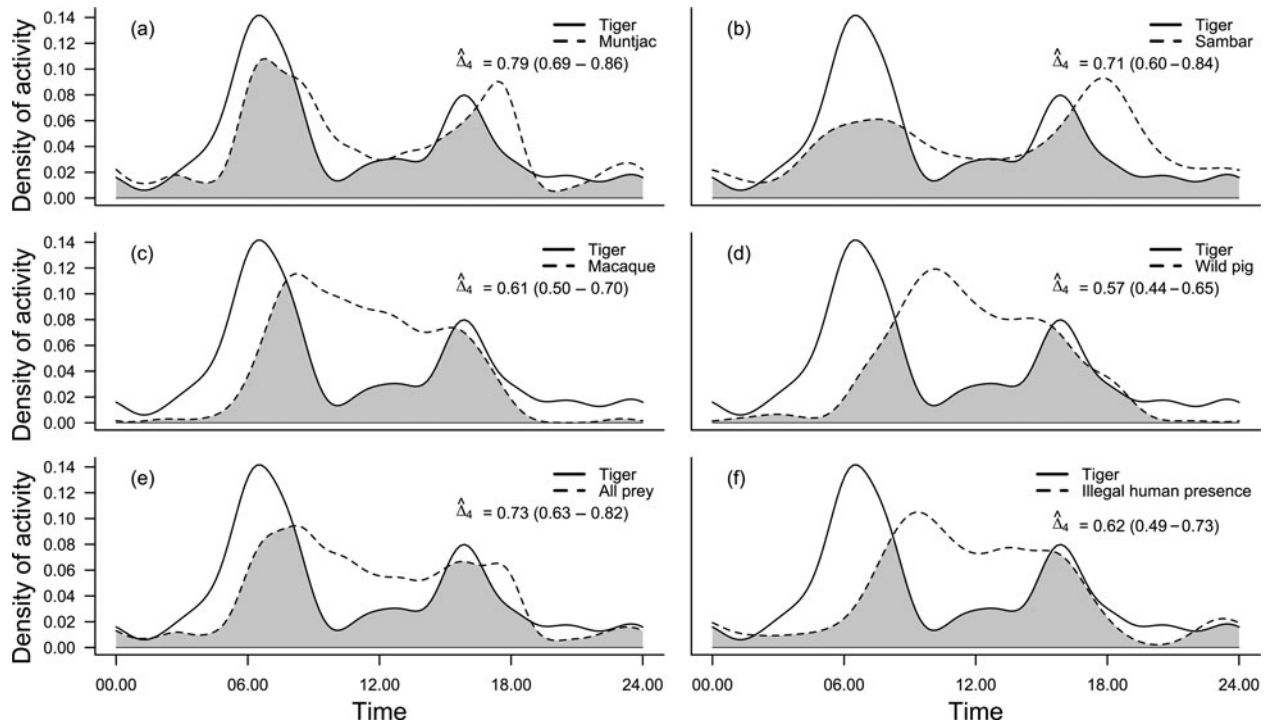 (a)
Tiger
Muntjac
Δ̂₄ = 0.79 (0.69 – 0.86)
Density of activity
0.14
0.12
0.10
0.08
0.06
0.04
0.02
0.00
(b)
Tiger
Sambar
Δ̂₄ = 0.71 (0.60 – 0.84)
(c)
Tiger
Macaque
Δ̂₄ = 0.61 (0.50 – 0.70)
Density of activity
0.14
0.12
0.10
0.08
0.06
0.04
0.02
0.00
(d)
Tiger
Wild pig
Δ̂₄ = 0.57 (0.44 – 0.65)
(e)
Tiger
All prey
Δ̂₄ = 0.73 (0.63 – 0.82)
Density of activity
0.14
0.12
0.10
0.08
0.06
0.04
0.02
0.00
00.00 06.00 12.00 18.00 24.00
Time
(f)
Tiger
Illegal human presence
Δ̂₄ = 0.62 (0.49 – 0.73)
00.00 06.00 12.00 18.00 24.00
Time